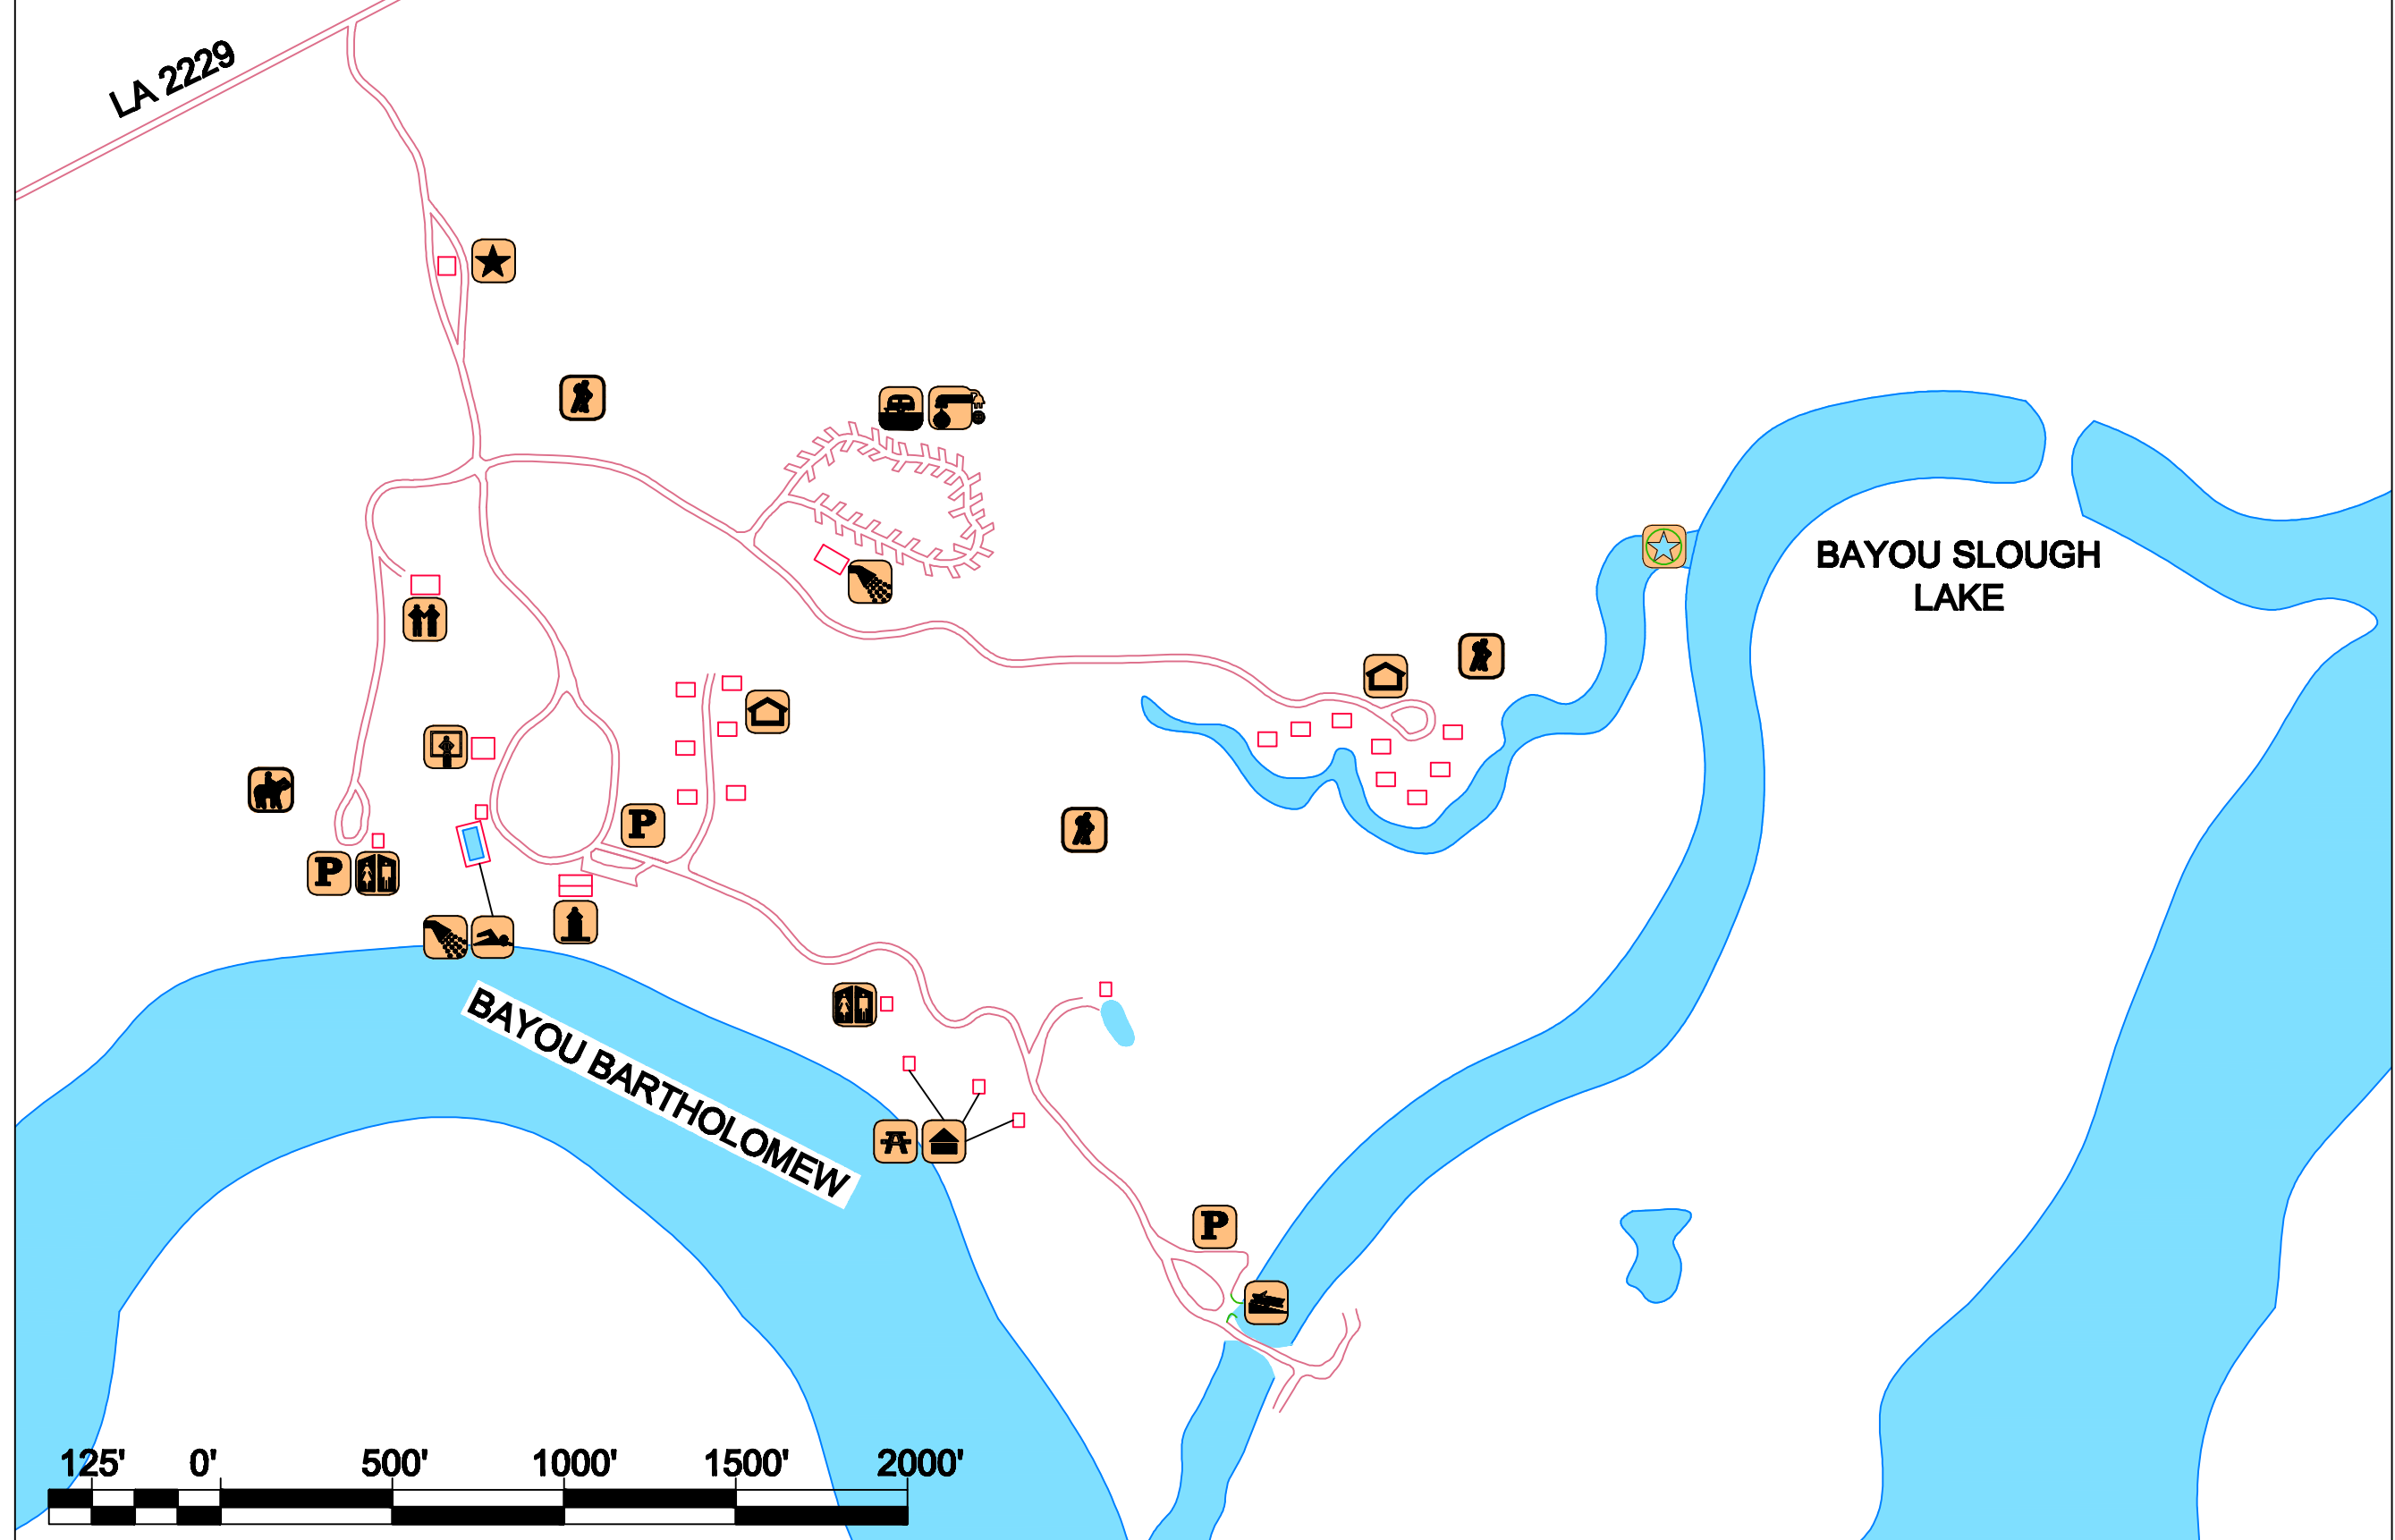 LA 2229
BAYOU SLOUGH
LAKE
P
P
BAYOU BARTHOLOMEW
P
125' 0' 500' 1000' 1500' 2000'